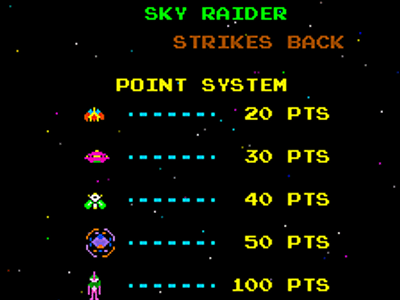 SKY RAIDER
STRIKES BACK
POINT SYSTEM
....... 20 PTS
....... 30 PTS
....... 40 PTS
....... 50 PTS
....... 100 PTS